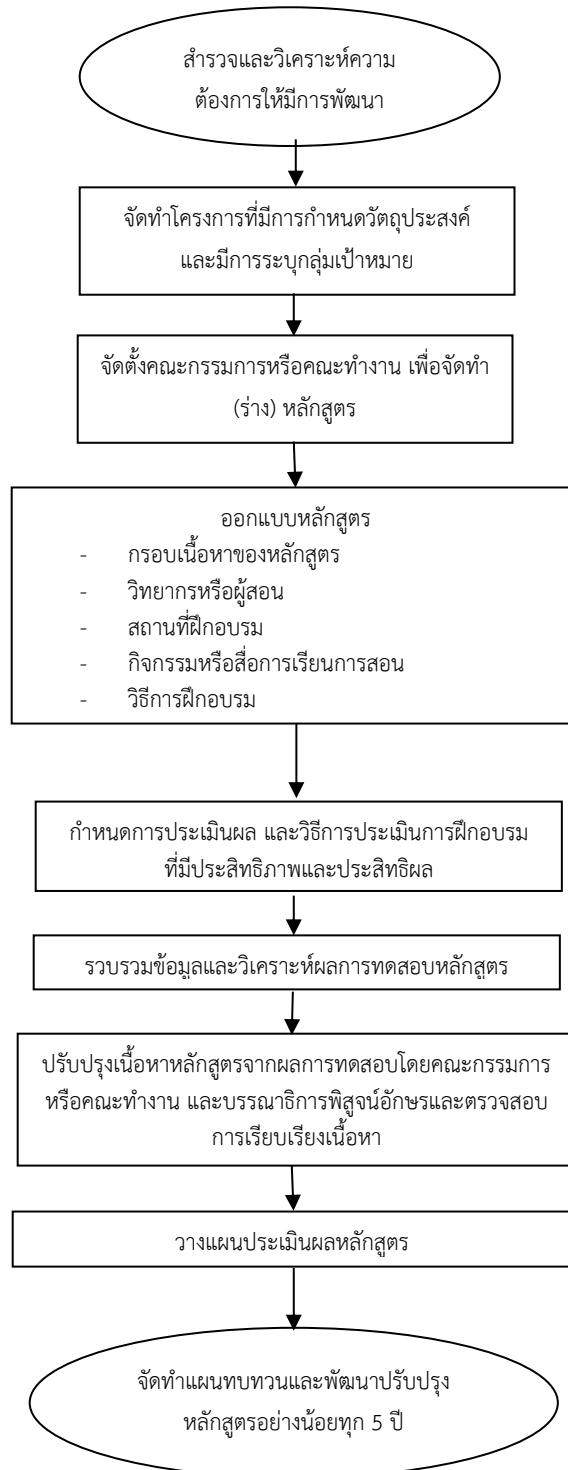 สำรวจและวิเคราะห์ความ
ต้องการให้มีการพัฒนา
จัดทำโครงการที่มีการกำหนดวัตถุประสงค์
และมีการระบุกลุ่มเป้าหมาย
จัดตั้งคณะกรรมการหรือคณะทำงาน เพื่อจัดทำ
(ร่าง) หลักสูตร
ออกแบบหลักสูตร
- กรอบเนื้อหาของหลักสูตร
- วิทยากรหรือผู้สอน
- สถานที่ฝึกอบรม
- กิจกรรมหรือสื่อการเรียนการสอน
- วิธีการฝึกอบรม
กำหนดการประเมินผล และวิธีการประเมินการฝึกอบรม
ที่มีประสิทธิภาพและประสิทธิผล
รวบรวมข้อมูลและวิเคราะห์ผลการทดสอบหลักสูตร
ปรับปรุงเนื้อหาหลักสูตรจากผลการทดสอบโดยคณะกรรมการ
หรือคณะทำงาน และบรรณาธิการพิสูจน์อักษรและตรวจสอบ
การเรียบเรียงเนื้อหา
วางแผนประเมินผลหลักสูตร
จัดทำแผนทบทวนและพัฒนาปรับปรุง
หลักสูตรอย่างน้อยทุก 5 ปี